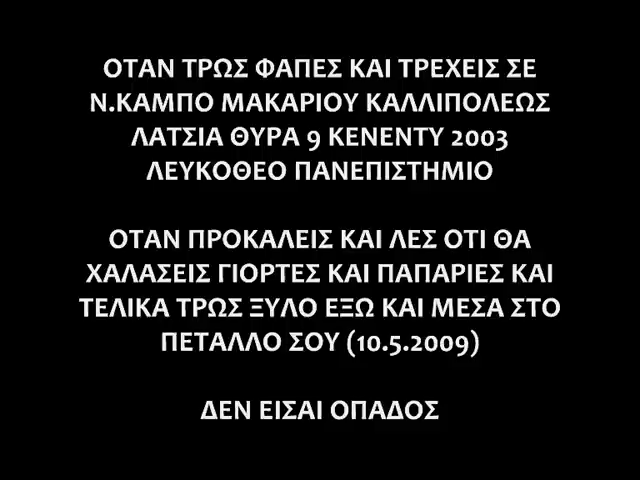 ΟΤΑΝ ΤΡΩΣ ΦΑΠΕΣ ΚΑΙ ΤΡΕΧΕΙΣ ΣΕ
Ν.ΚΑΜΠΟ ΜΑΚΑΡΙΟΥ ΚΑΛΛΙΠΟΛΕΩΣ
ΛΑΤΣΙΑ ΘΥΡΑ 9 ΚΕΝΕΝΤΥ 2003
ΛΕΥΚΟΘΕΟ ΠΑΝΕΠΙΣΤΗΜΙΟ
ΟΤΑΝ ΠΡΟΚΑΛΕΙΣ ΚΑΙ ΛΕΣ ΟΤΙ ΘΑ
ΧΑΛΑΣΕΙΣ ΓΙΟΡΤΕΣ ΚΑΙ ΠΑΠΑΡΙΕΣ ΚΑΙ
ΤΕΛΙΚΑ ΤΡΩΣ ΞΥΛΟ ΕΞΩ ΚΑΙ ΜΕΣΑ ΣΤΟ
ΠΕΤΑΛΛΟ ΣΟΥ (10.5.2009)
ΔΕΝ ΕΙΣΑΙ ΟΠΑΔΟΣ